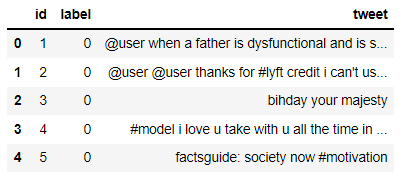 id label tweet
0 1 0 @user when a father is dysfunctional and is s...
1 2 0 @user @user thanks for #lyft credit i can't us...
2 3 0 bihday your majesty
3 4 0 #model i love u take with u all the time in ...
4 5 0 factsguide: society now #motivation